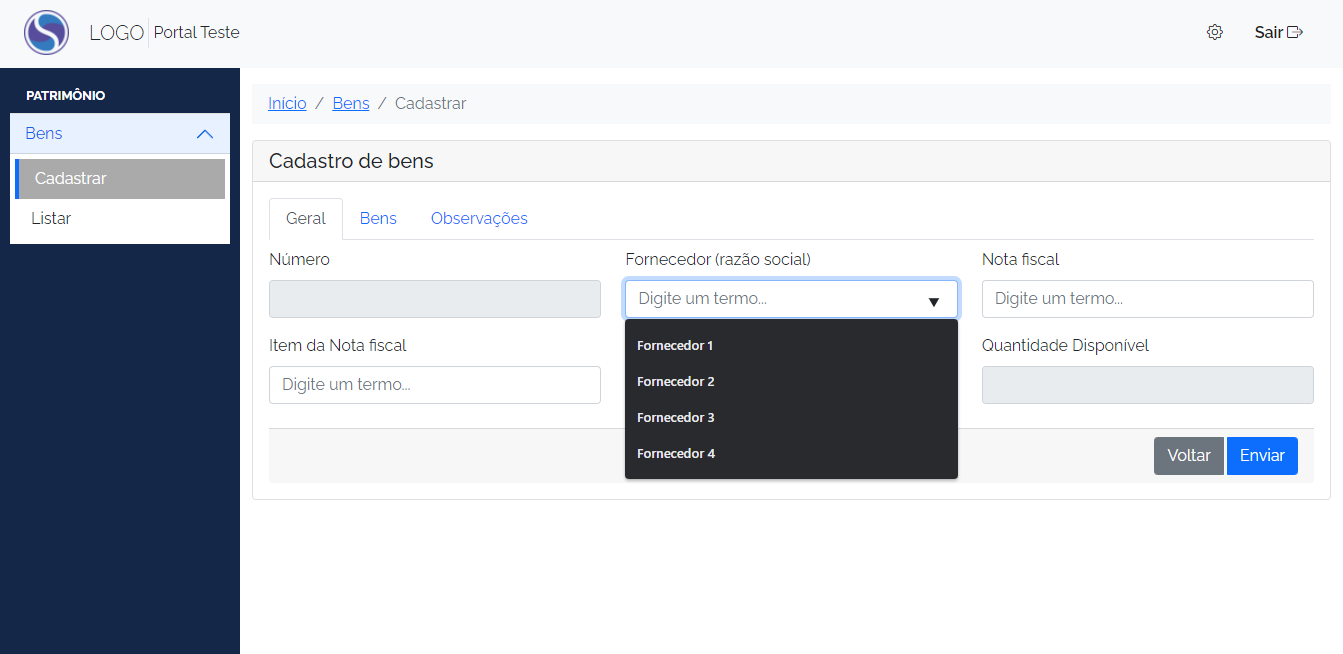 LOGO Portal Teste
Sair
PATRIMÔNIO
Bens
Cadastrar
Listar
Início / Bens / Cadastrar
Cadastro de bens
Geral Bens Observações
Número Fornecedor (razão social) Nota fiscal
Digite um termo... Digite um termo...
Fornecedor 1
Fornecedor 2
Fornecedor 3
Fornecedor 4
Item da Nota fiscal Quantidade Disponível
Digite um termo...
Voltar Enviar